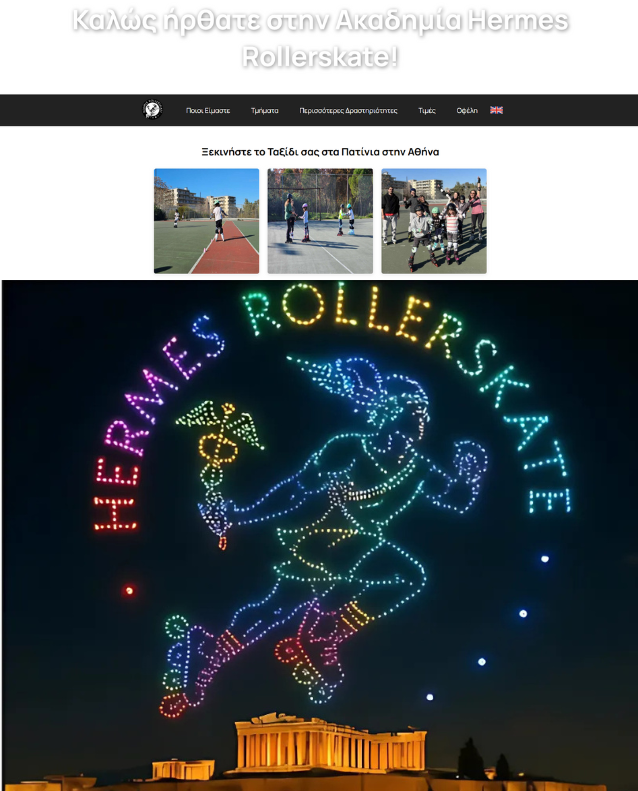 Καλώς ήρθατε στην Ακαδημία Hermes
Rollerskate!
Ποιοι Είμαστε Τμήματα Περισσότερες Δραστηριότητες Τιμές Οφέλη
Ξεκινήστε το Ταξίδι σας στα Πατίνια στην Αθήνα
HERMES ROLLERSKATE